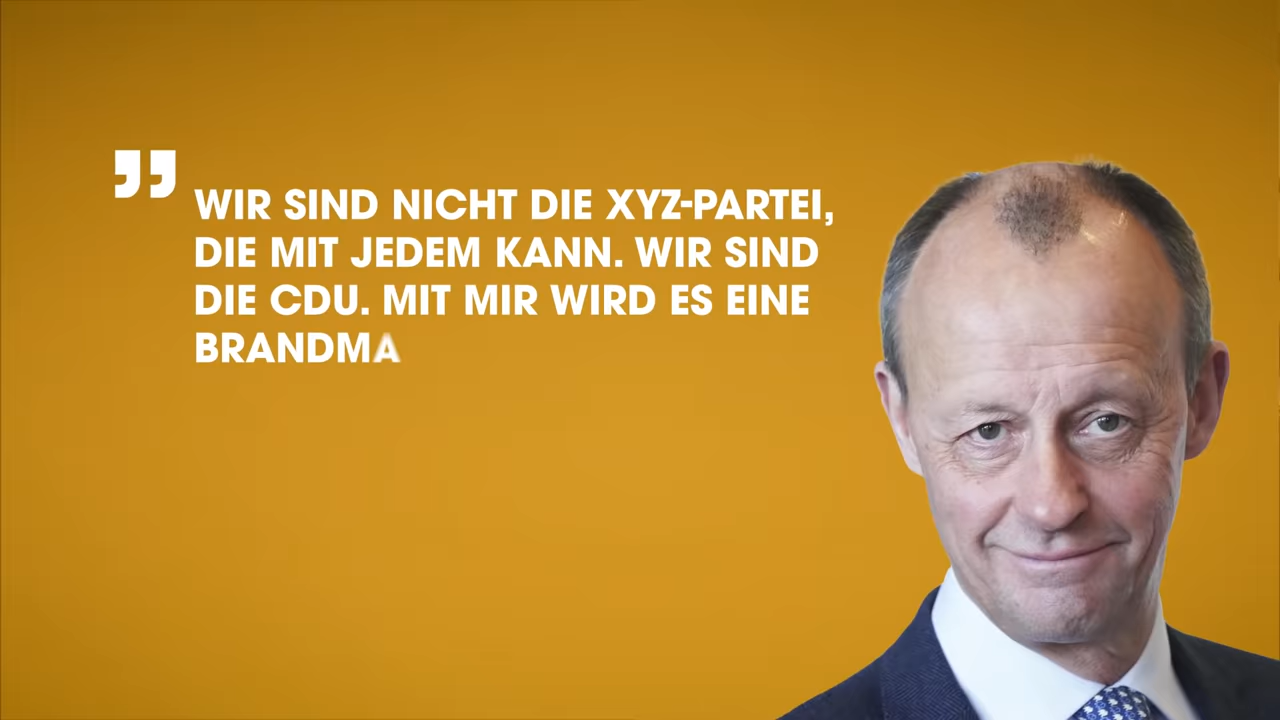 ”
WIR SIND NICHT DIE XYZ-PARTEI,
DIE MIT JEDEM KANN. WIR SIND
DIE CDU. MIT MIR WIRD ES EINE
BRANDMA